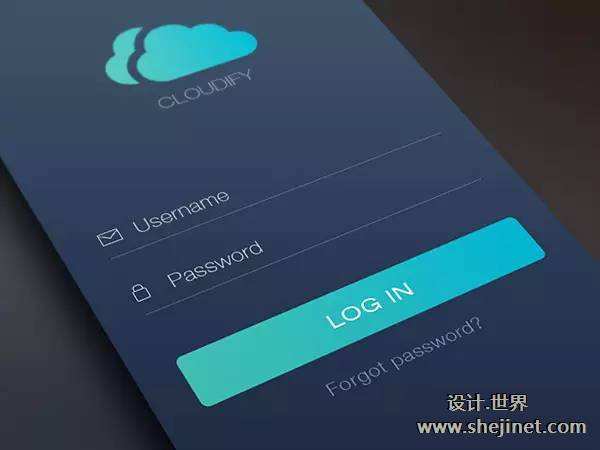 CLOUDIFY
Username
Password
LOG IN
Forgot password?
设计.世界
www.shejinet.com